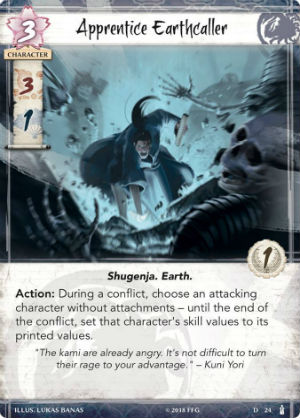 3
Apprentice Earthcaller
CHARACTER
3
1
1
Shugenja. Earth.
Action: During a conflict, choose an attacking
character without attachments – until the end of
the conflict, set that character's skill values to its
printed values.
"The kami are already angry. It's not difficult to turn
their rage to your advantage." – Kuni Yori
ILLUS. LUKAS BANAS
© 2018 FFG
D 24